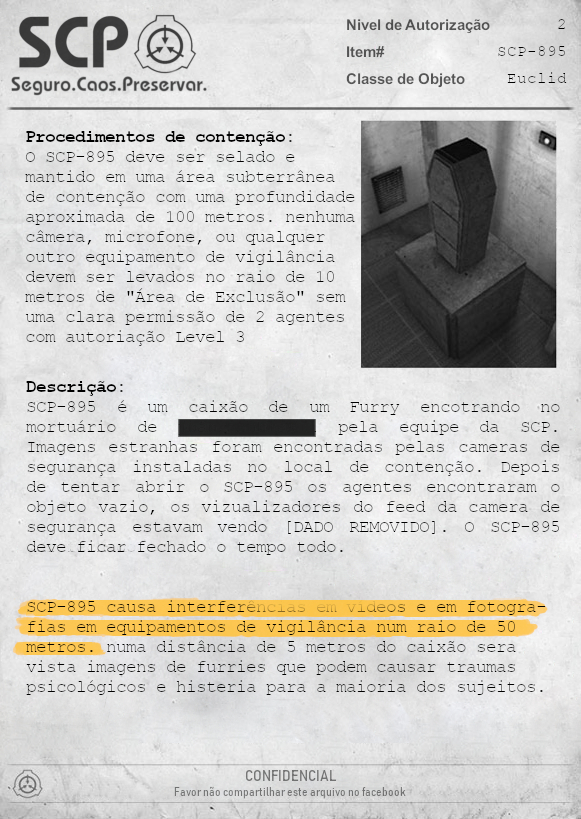 SCP
Seguro.Caos.Preservar.
Nivel de Autorização 2
Item# SCP-895
Classe de Objeto Euclid
Procedimentos de contenção:
O SCP-895 deve ser selado e
mantido em uma área subterrânea
de contenção com uma profundidade
aproximada de 100 metros. nenhuma
câmera, microfone, ou qualquer
outro equipamento de vigilância
devem ser levados no raio de 10
metros de "Área de Exclusão" sem
uma clara permissão de 2 agentes
com autoriação Level 3
Descrição:
SCP-895 é um caixão de um Furry encotrando no
mortuário de pela equipe da SCP.
Imagens estranhas foram encontradas pelas cameras de
segurança instaladas no local de contenção. Depois
de tentar abrir o SCP-895 os agentes encontraram o
objeto vazio, os vizualizadores do feed da camera de
segurança estavam vendo [DADO REMOVIDO]. O SCP-895
deve ficar fechado o tempo todo.
SCP-895 causa interferências em videos e em fotogra-
fias em equipamentos de vigilância num raio de 50
metros. numa distância de 5 metros do caixão sera
vista imagens de furries que podem causar traumas
psicológicos e histeria para a maioria dos sujeitos.
CONFIDENCIAL
Favor não compartilhar este arquivo no facebook